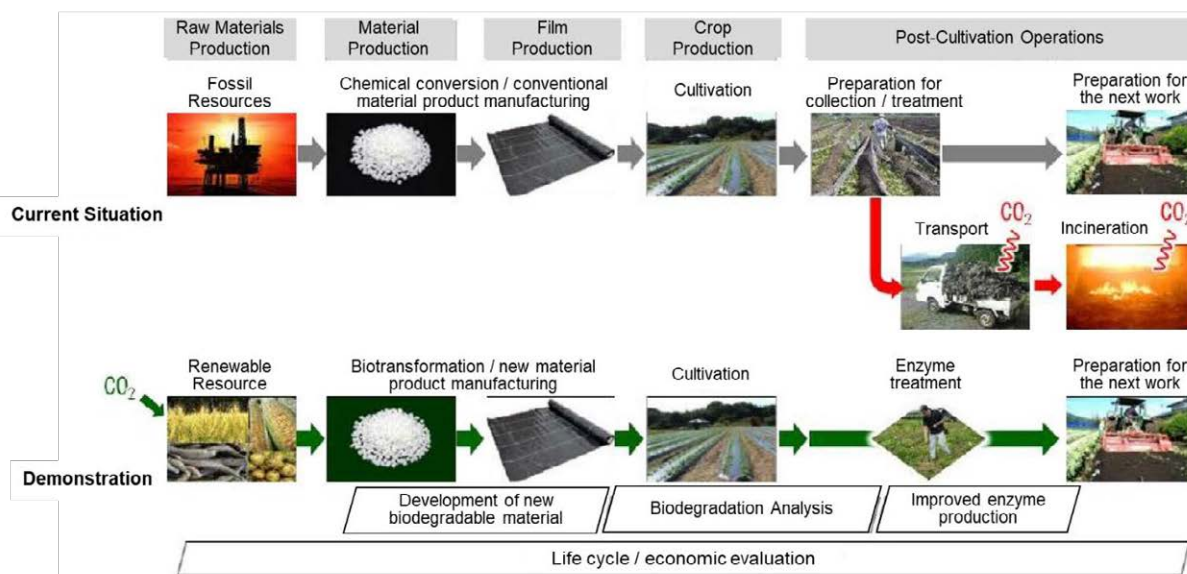 Raw Materials
Production
Material
Production
Film
Production
Crop
Production
Post-Cultivation Operations
Fossil
Resources
Chemical conversion / conventional
material product manufacturing
Cultivation
Preparation for
collection / treatment
Preparation for
the next work
Current Situation
Transport
CO2
Incineration
CO2
CO2
Renewable
Resource
Biotransformation / new material
product manufacturing
Cultivation
Enzyme
treatment
Preparation for
the next work
Demonstration
Development of new
biodegradable material
Biodegradation Analysis
Improved enzyme
production
Life cycle / economic evaluation